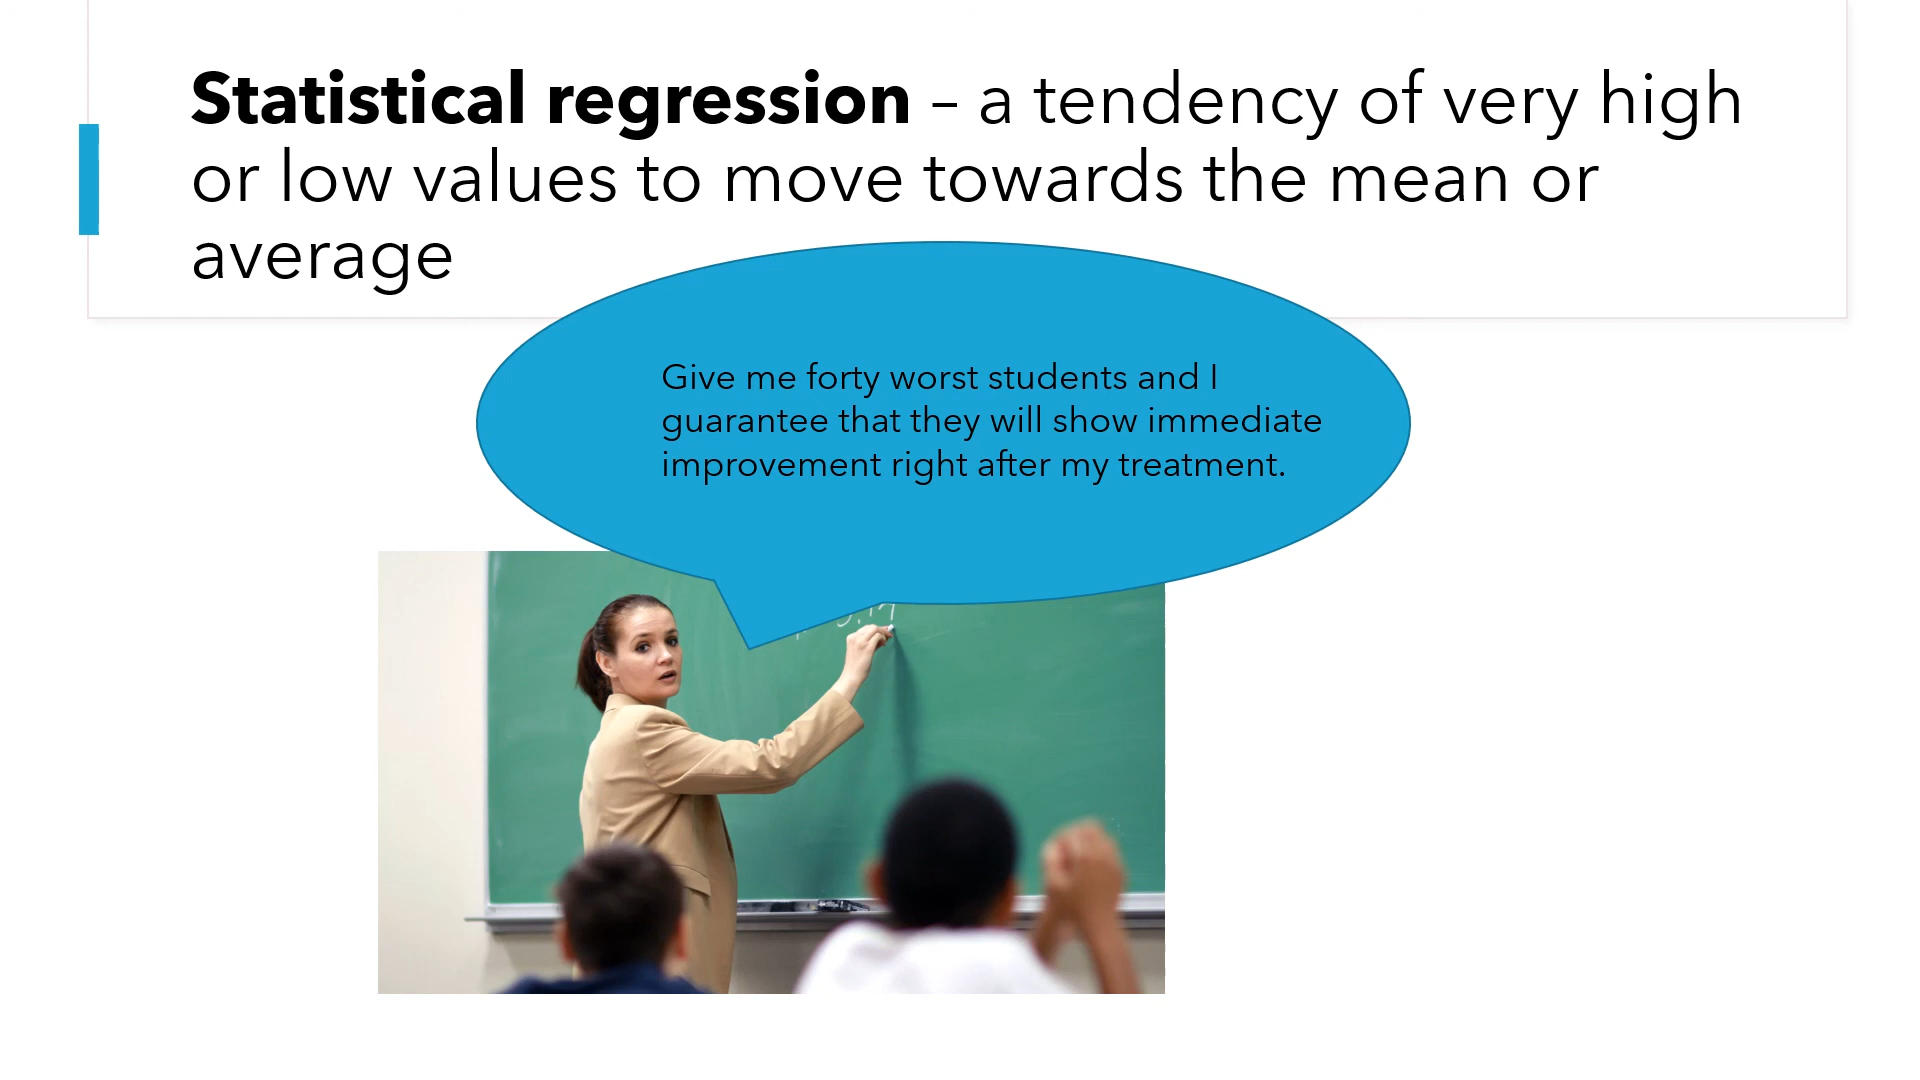 Statistical regression – a tendency of very high
or low values to move towards the mean or
average
Give me forty worst students and I
guarantee that they will show immediate
improvement right after my treatment.